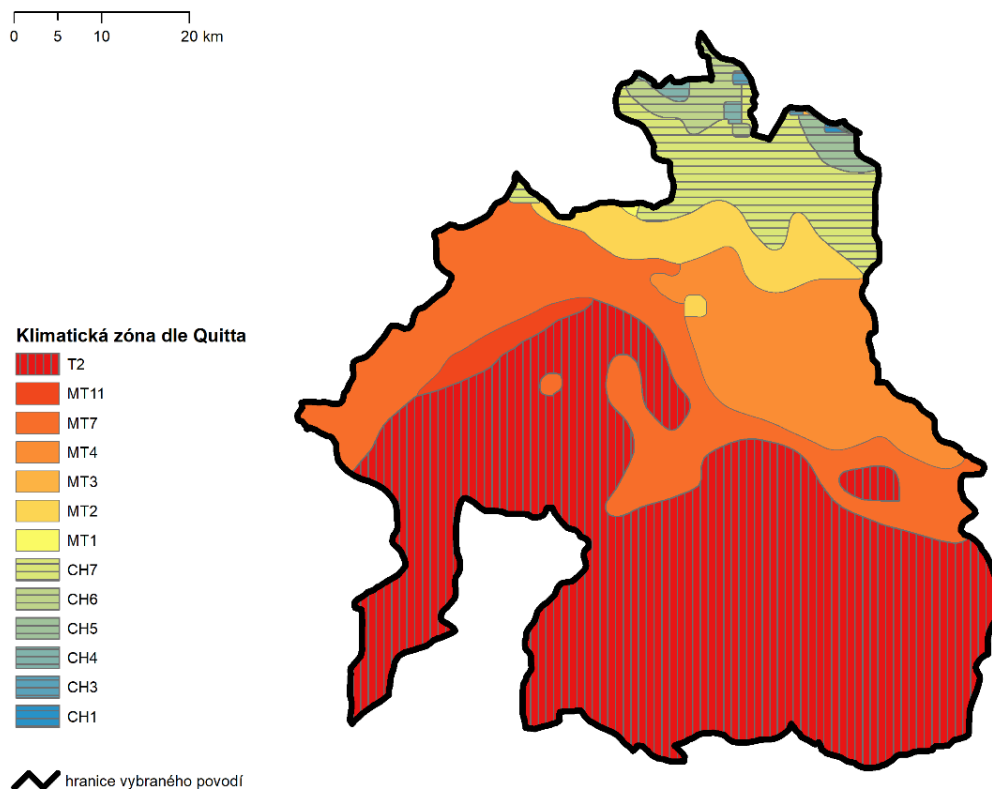 0 5 10 20 km
Klimatická zóna dle Quitta
T2
MT11
MT7
MT4
MT3
MT2
MT1
CH7
CH6
CH5
CH4
CH3
CH1
hranice vybraného povodí